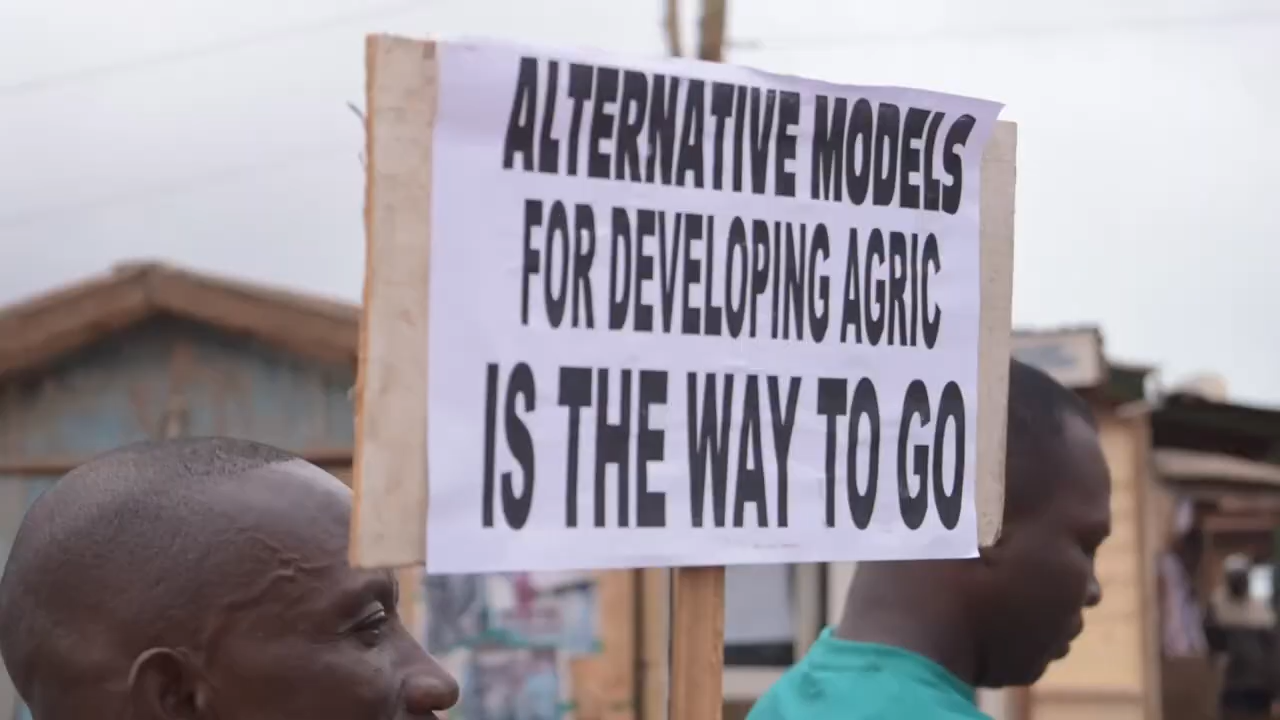 ALTERNATIVE MODELS
FOR DEVELOPING AGRIC
IS THE WAY TO GO